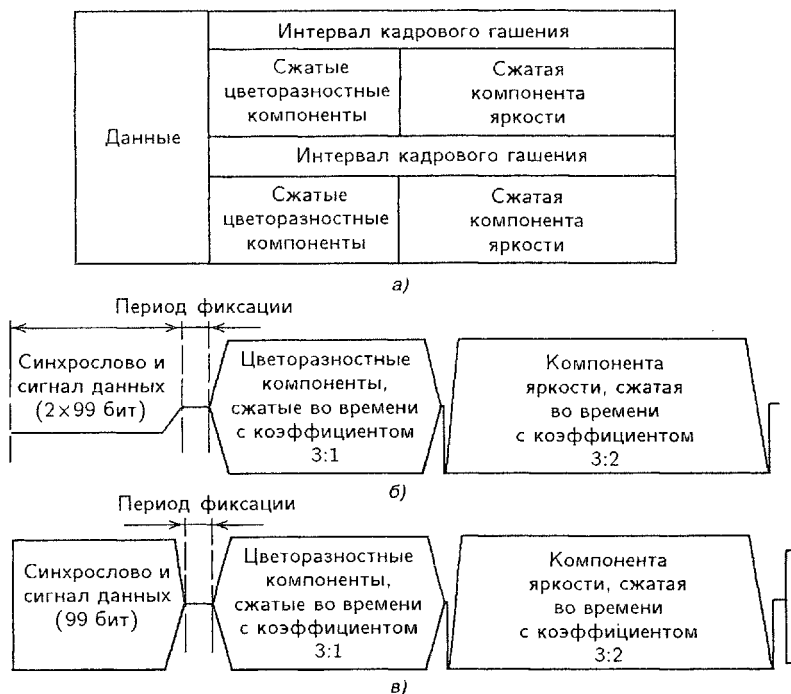 Данные
Интервал кадрового гашения
Сжатые
цветоразностные
компоненты
Сжатая
компонента
яркости
Интервал кадрового гашения
Сжатые
цветоразностные
компоненты
Сжатая
компонента
яркости
а)
Период фиксации
Синхрослово и
сигнал данных
(2×99 бит)
Цветоразностные
компоненты,
сжатые во времени
с коэффициентом
3:1
Компонента
яркости, сжатая
во времени
с коэффициентом
3:2
б)
Период фиксации
Синхрослово и
сигнал данных
(99 бит)
Цветоразностные
компоненты,
сжатые во времени
с коэффициентом
3:1
Компонента
яркости, сжатая
во времени
с коэффициентом
3:2
в)